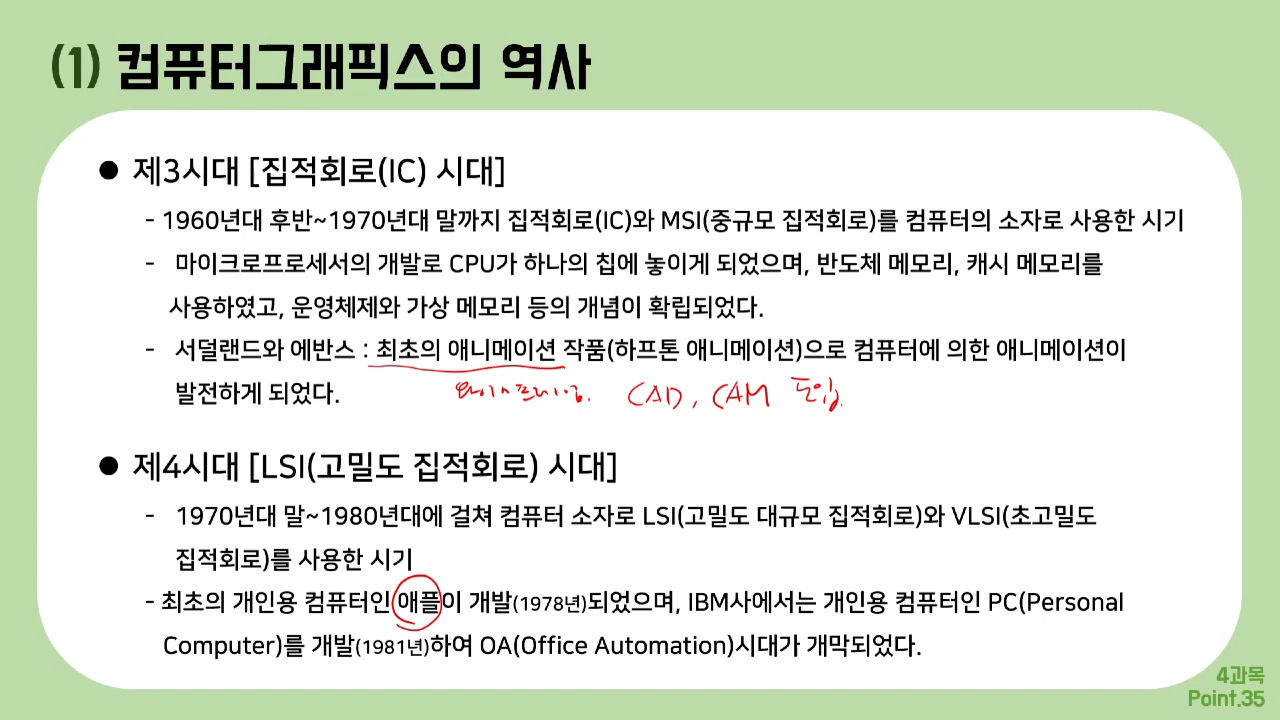 (1) 컴퓨터그래픽스의 역사
● 제3시대 [집적회로(IC) 시대]
- 1960년대 후반~1970년대 말까지 집적회로(IC)와 MSI(중규모 집적회로)를 컴퓨터의 소자로 사용한 시기
- 마이크로프로세서의 개발로 CPU가 하나의 칩에 놓이게 되었으며, 반도체 메모리, 캐시 메모리를
사용하였고, 운영체제와 가상 메모리 등의 개념이 확립되었다.
- 서덜랜드와 에반스 : 최초의 애니메이션 작품(하프톤 애니메이션)으로 컴퓨터에 의한 애니메이션이
발전하게 되었다.
와이어프레임. CAD, CAM 도입.
● 제4시대 [LSI(고밀도 집적회로) 시대]
- 1970년대 말~1980년대에 걸쳐 컴퓨터 소자로 LSI(고밀도 대규모 집적회로)와 VLSI(초고밀도
집적회로)를 사용한 시기
- 최초의 개인용 컴퓨터인 애플이 개발(1978년)되었으며, IBM사에서는 개인용 컴퓨터인 PC(Personal
Computer)를 개발(1981년)하여 OA(Office Automation)시대가 개막되었다.
4과목
Point.35